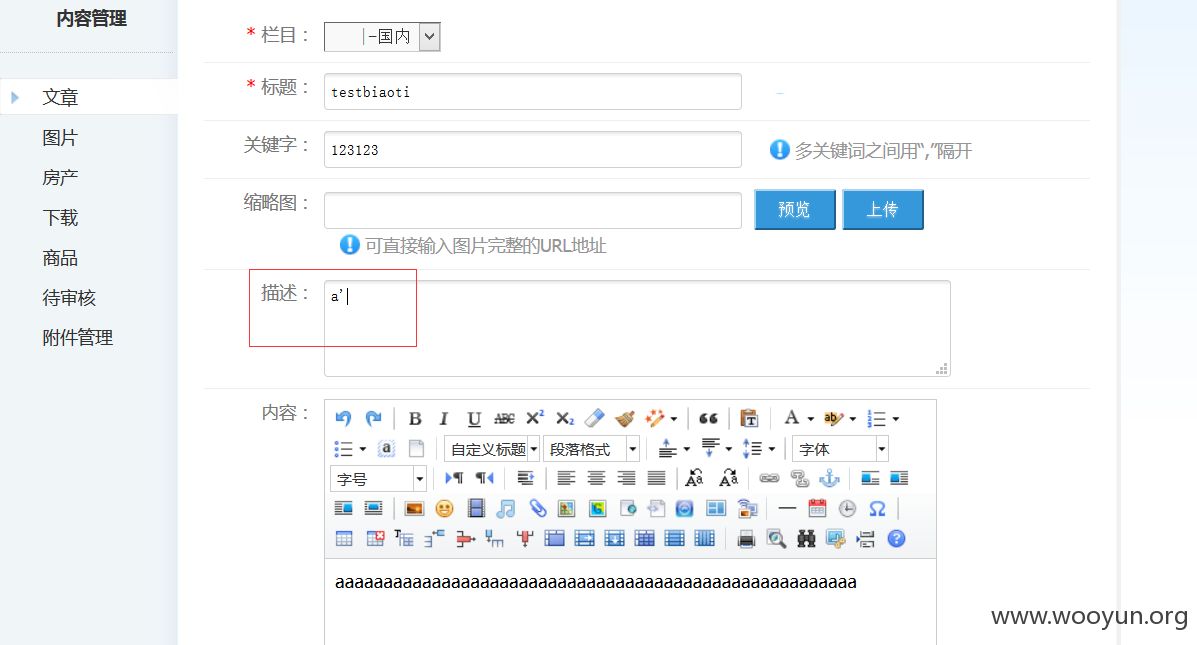 内容管理
文章
图片
房产
下载
商品
待审核
附件管理
* 栏目：
|-国内
* 标题：
testbiaoti
关键字：
123123
多关键词之间用“,”隔开
缩略图：
预览
上传
可直接输入图片完整的URL地址
描述：
a'
内容：
B I U ABC X² X₂
A ab
a 自定义标题 段落格式 字体
字号
aaaaaaaaaaaaaaaaaaaaaaaaaaaaaaaaaaaaaaaaaaaaaaaaaaaaaa
www.wooyun.org